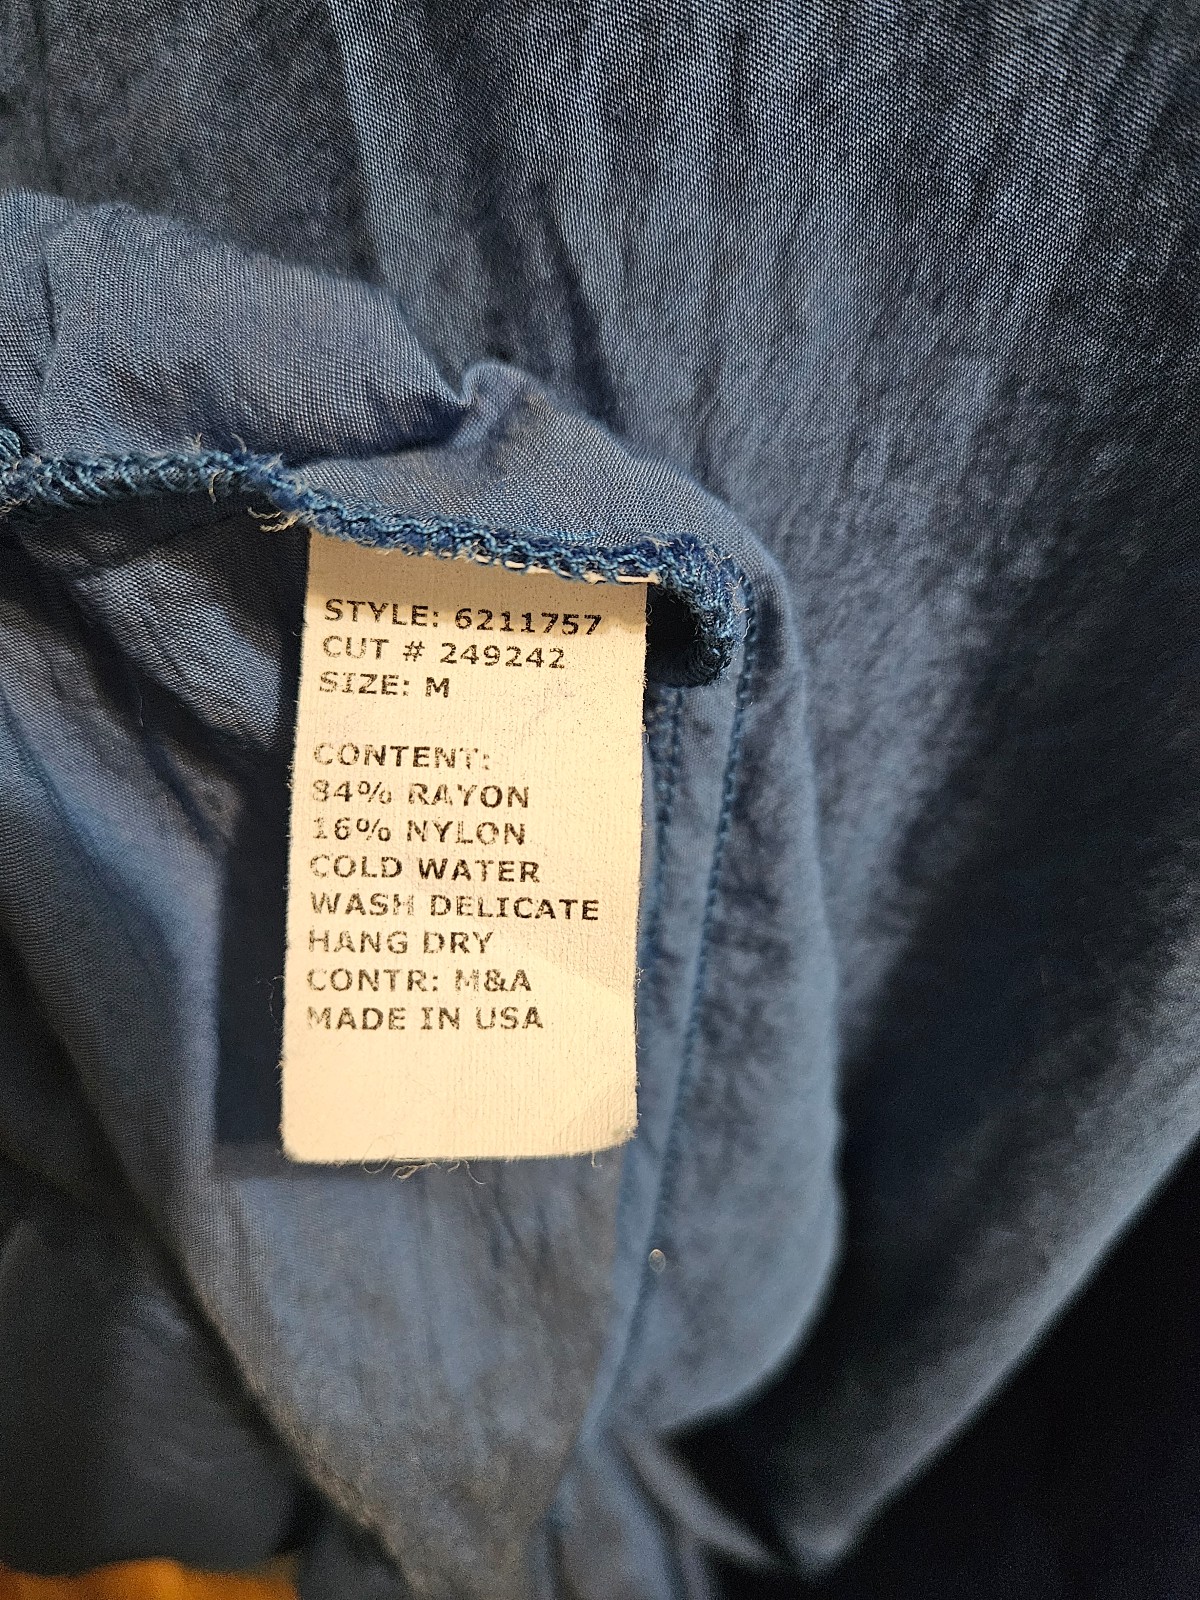 STYLE: 6211757
CUT # 249242
SIZE: M
CONTENT:
84% RAYON
16% NYLON
COLD WATER
WASH DELICATE
HANG DRY
CONTR: M&A
MADE IN USA